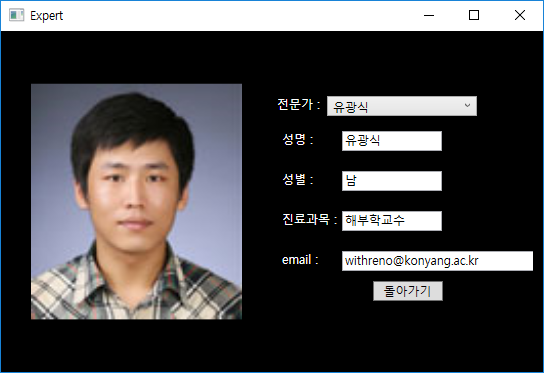 Expert
전문가 : 유광식
성명 : 유광식
성별 : 남
진료과목 : 해부학교수
email : withreno@konyang.ac.kr
돌아가기